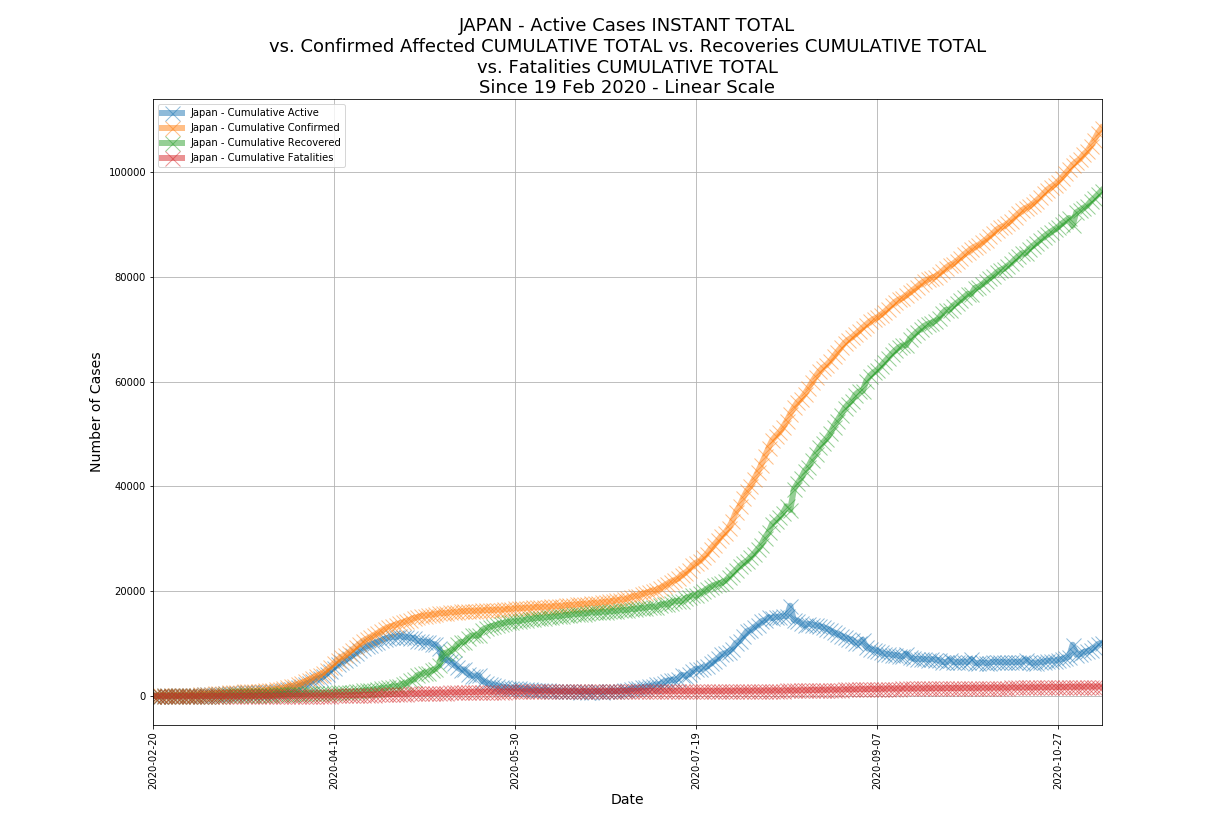 JAPAN - Active Cases INSTANT TOTAL
vs. Confirmed Affected CUMULATIVE TOTAL vs. Recoveries CUMULATIVE TOTAL
vs. Fatalities CUMULATIVE TOTAL
Since 19 Feb 2020 - Linear Scale
Japan - Cumulative Active
Japan - Cumulative Confirmed
Japan - Cumulative Recovered
Japan - Cumulative Fatalities
Number of Cases
100000
80000
60000
40000
20000
0
2020-02-20
2020-04-10
2020-05-30
2020-07-19
2020-09-07
2020-10-27
Date